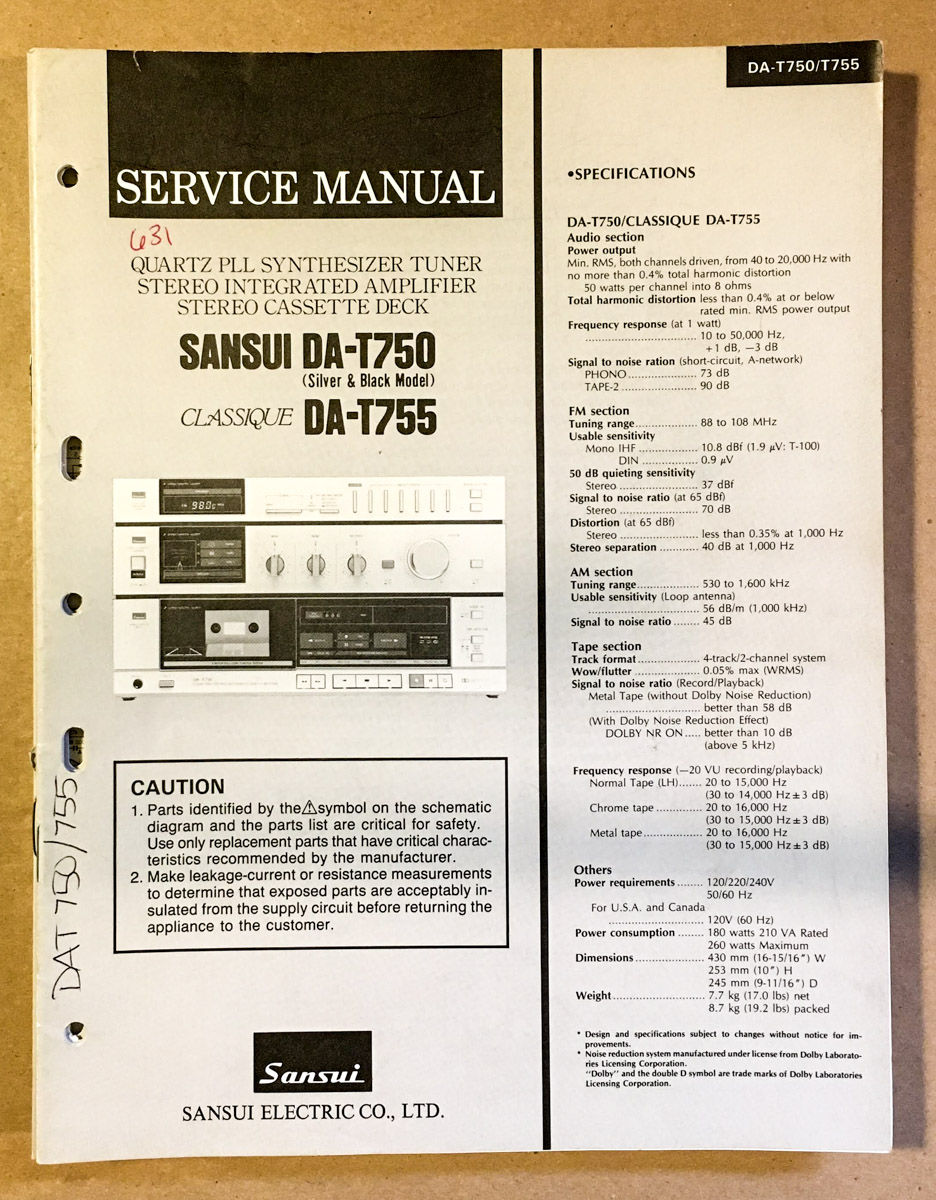 SERVICE MANUAL
631
QUARTZ PLL SYNTHESIZER TUNER
STEREO INTEGRATED AMPLIFIER
STEREO CASSETTE DECK
SANSUI DA-T750
(Silver & Black Model)
CLASSIQUE DA-T755
98.0
CAUTION
1. Parts identified by the⚠symbol on the schematic
diagram and the parts list are critical for safety.
Use only replacement parts that have critical charac-
teristics recommended by the manufacturer.
2. Make leakage-current or resistance measurements
to determine that exposed parts are acceptably in-
sulated from the supply circuit before returning the
appliance to the customer.
DAT 750/755
Sansui
SANSUI ELECTRIC CO., LTD.
DA-T750/T755
•SPECIFICATIONS
DA-T750/CLASSIQUE DA-T755
Audio section
Power output
Min. RMS, both channels driven, from 40 to 20,000 Hz with
no more than 0.4% total harmonic distortion
50 watts per channel into 8 ohms
Total harmonic distortion less than 0.4% at or below
rated min. RMS power output
Frequency response (at 1 watt)
............................... 10 to 50,000 Hz,
+1 dB, −3 dB
Signal to noise ration (short-circuit, A-network)
PHONO................... 73 dB
TAPE-2 .................... 90 dB
FM section
Tuning range................. 88 to 108 MHz
Usable sensitivity
Mono IHF ................ 10.8 dBf (1.9 μV: T-100)
DIN ............... 0.9 μV
50 dB quieting sensitivity
Stereo ..................... 37 dBf
Signal to noise ratio (at 65 dBf)
Stereo ..................... 70 dB
Distortion (at 65 dBf)
Stereo ..................... less than 0.35% at 1,000 Hz
Stereo separation ........... 40 dB at 1,000 Hz
AM section
Tuning range................. 530 to 1,600 kHz
Usable sensitivity (Loop antenna)
............................... 56 dB/m (1,000 kHz)
Signal to noise ratio ........ 45 dB
Tape section
Track format................. 4-track/2-channel system
Wow/flutter .................. 0.05% max (WRMS)
Signal to noise ratio (Record/Playback)
Metal Tape (without Dolby Noise Reduction)
.......................... better than 58 dB
(With Dolby Noise Reduction Effect)
DOLBY NR ON..... better than 10 dB
(above 5 kHz)
Frequency response (−20 VU recording/playback)
Normal Tape (LH)....... 20 to 15,000 Hz
(30 to 14,000 Hz±3 dB)
Chrome tape ............. 20 to 16,000 Hz
(30 to 15,000 Hz±3 dB)
Metal tape................ 20 to 16,000 Hz
(30 to 15,000 Hz±3 dB)
Others
Power requirements ........ 120/220/240V
50/60 Hz
For U.S.A. and Canada
.......................... 120V (60 Hz)
Power consumption ........ 180 watts 210 VA Rated
260 watts Maximum
Dimensions ................... 430 mm (16-15/16″) W
253 mm (10″) H
245 mm (9-11/16″) D
Weight......................... 7.7 kg (17.0 lbs) net
8.7 kg (19.2 lbs) packed
* Design and specifications subject to changes without notice for im-
provements.
* Noise reduction system manufactured under license from Dolby Laborato-
ries Licensing Corporation.
"Dolby" and the double D symbol are trade marks of Dolby Laboratories
Licensing Corporation.